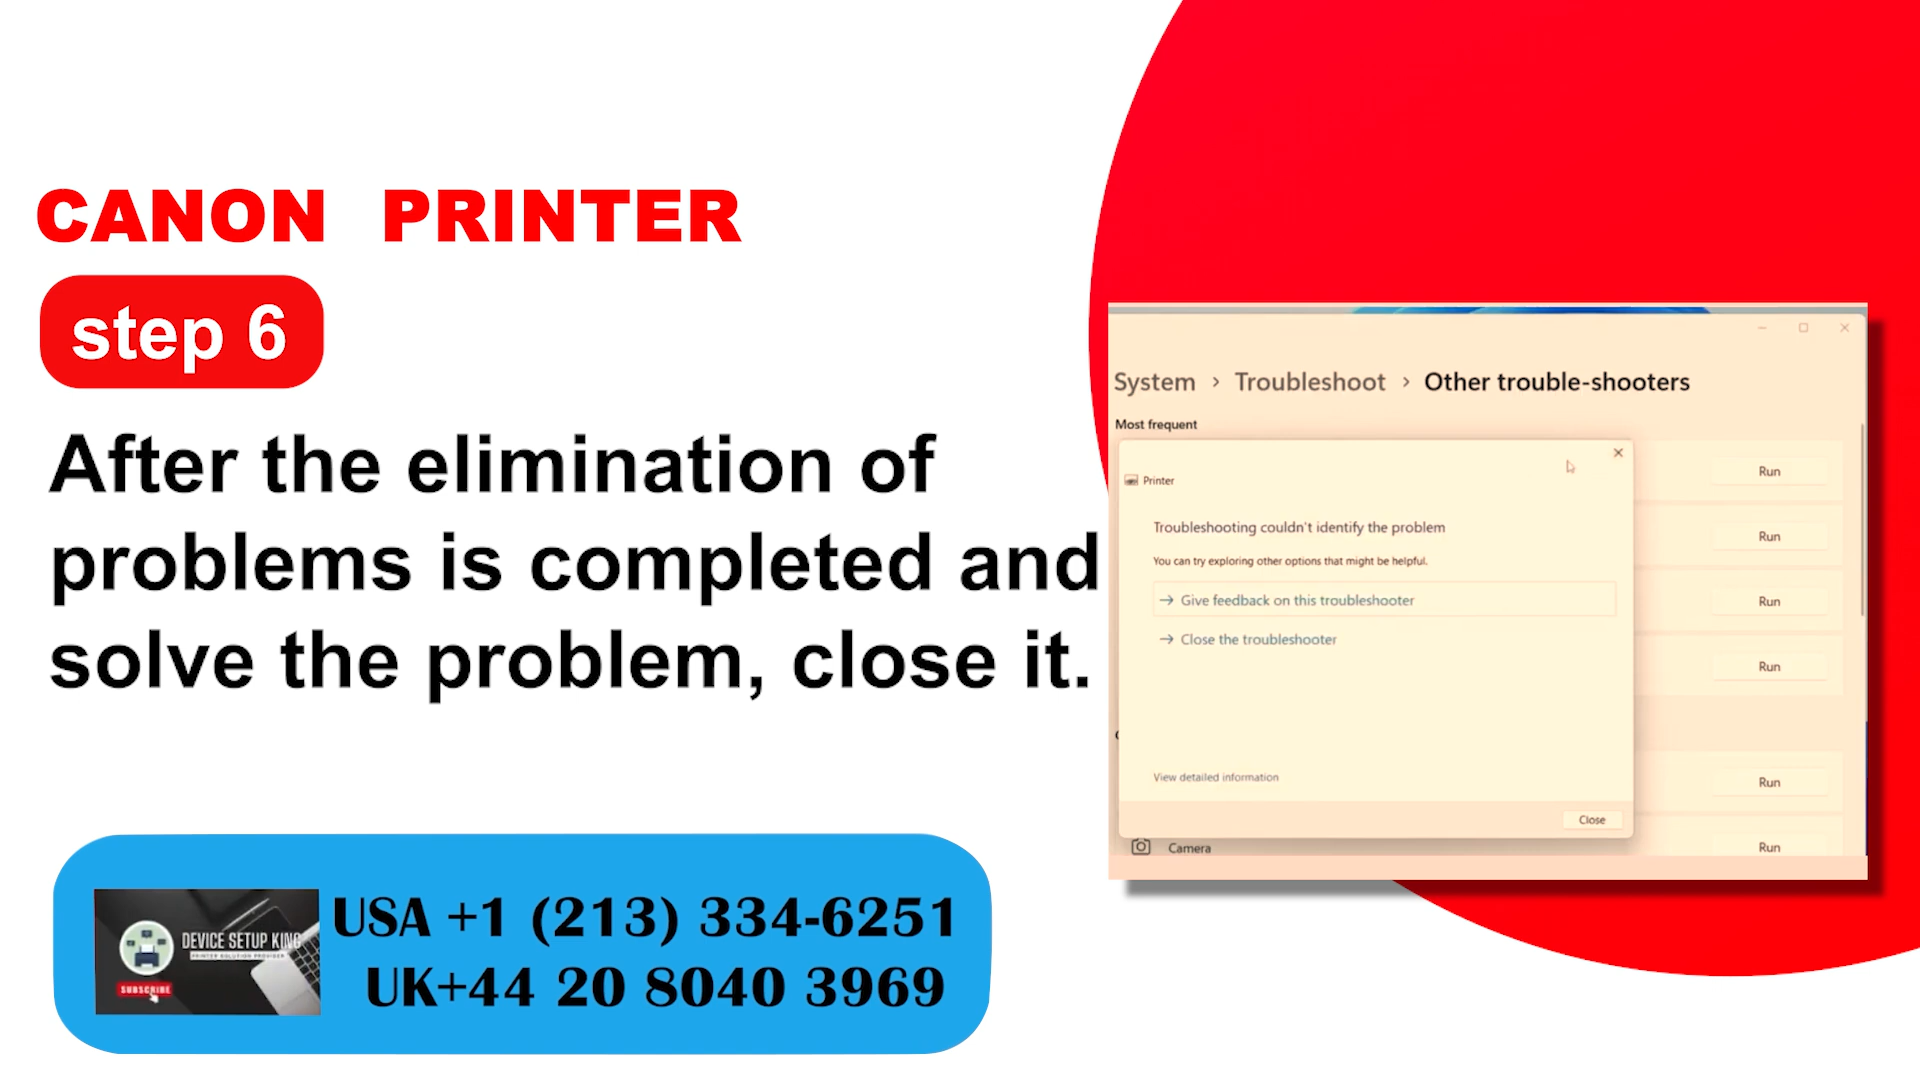 CANON PRINTER
step 6
After the elimination of
problems is completed and
solve the problem, close it.
System > Troubleshoot > Other trouble-shooters
Most frequent
Printer
Troubleshooting couldn't identify the problem
You can try exploring other options that might be helpful.
→ Give feedback on this troubleshooter
→ Close the troubleshooter
View detailed information
Close
Run
Run
Run
Run
Run
Camera
Run
DEVICE SETUP KING
PRINTER SOLUTION PROVIDER
SUBSCRIBE
USA +1 (213) 334-6251
UK+44 20 8040 3969